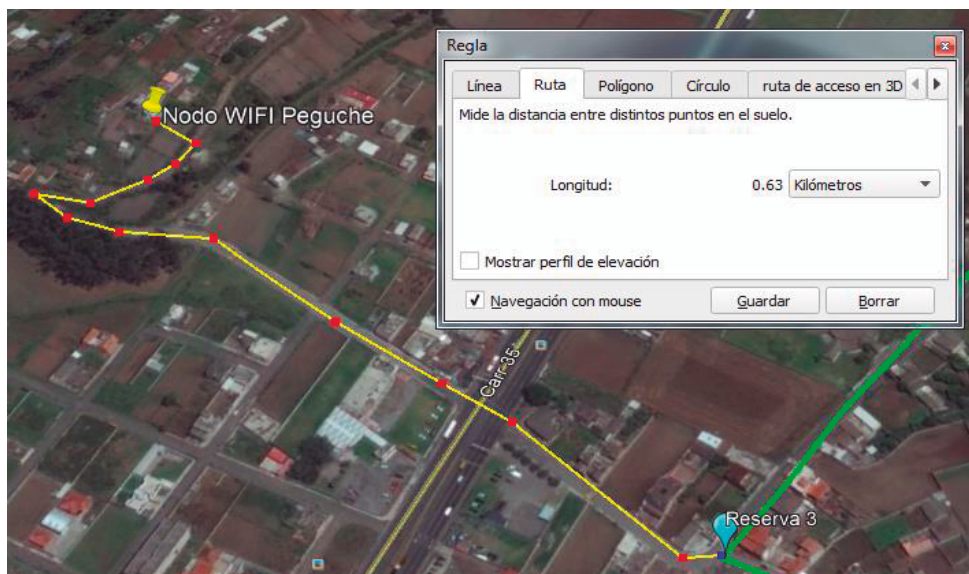 Regla
Línea
Ruta
Polígono
Círculo
ruta de acceso en 3D
Mide la distancia entre distintos puntos en el suelo.
Longitud:
0.63
Kilómetros
Mostrar perfil de elevación
Navegación con mouse
Guardar
Borrar
Nodo WIFI Peguche
Carr 35
Reserva 3